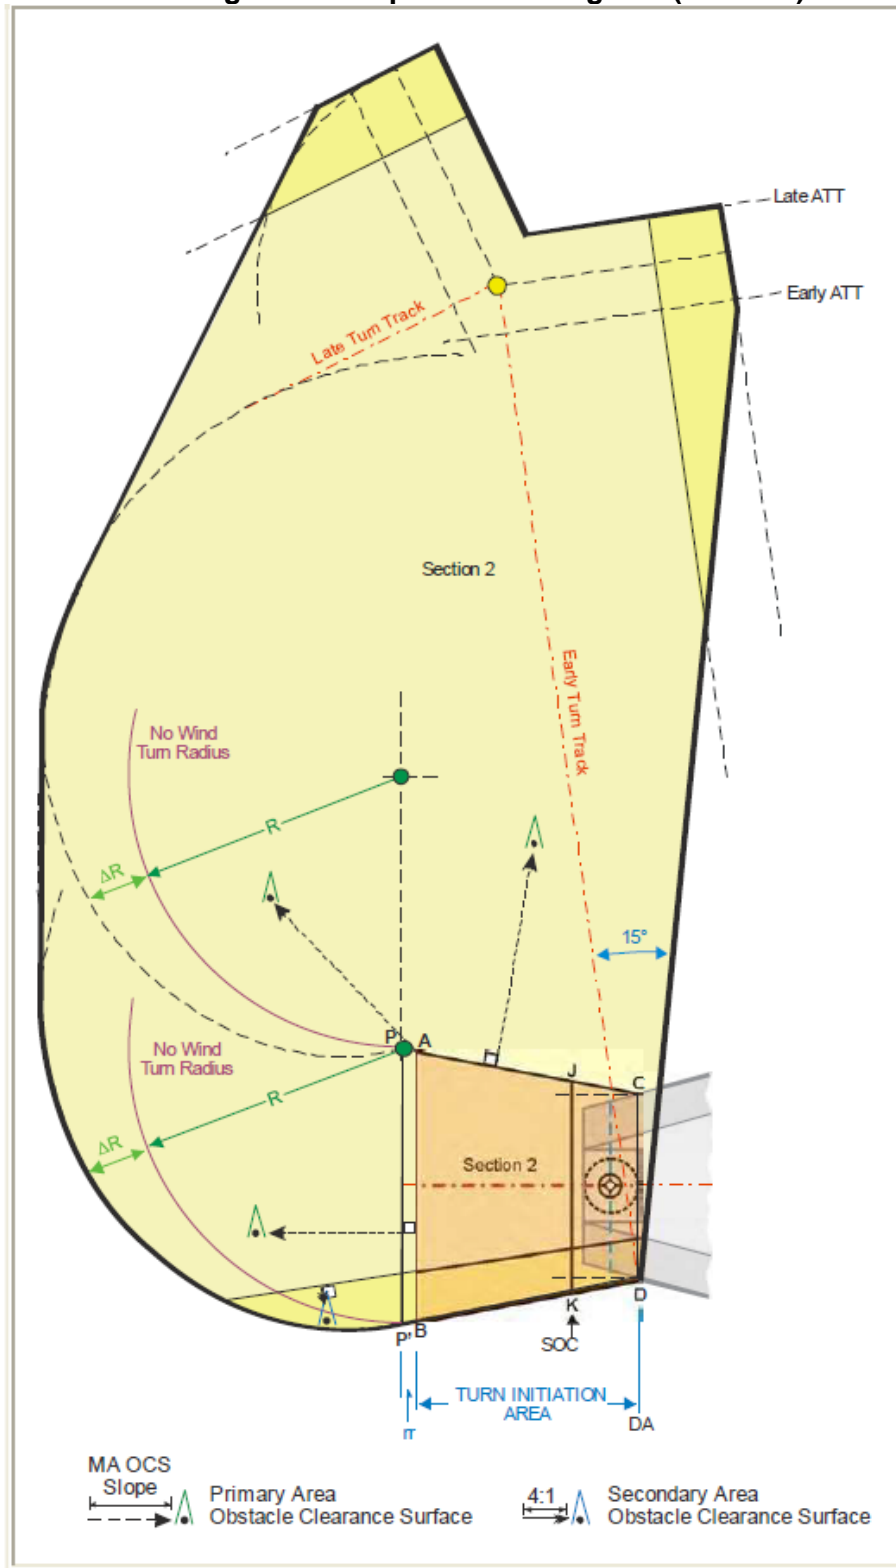 Late ATT
Early ATT
Late Turn Track
Section 2
Early Turn Track
No Wind
Turn Radius
R
ΔR
15°
P
A
No Wind
Turn Radius
J
C
R
ΔR
Section 2
D
K
P'
B
SOC
TURN INITIATION
AREA
DA
rr
MA OCS
Slope
Primary Area
Obstacle Clearance Surface
4:1
Secondary Area
Obstacle Clearance Surface